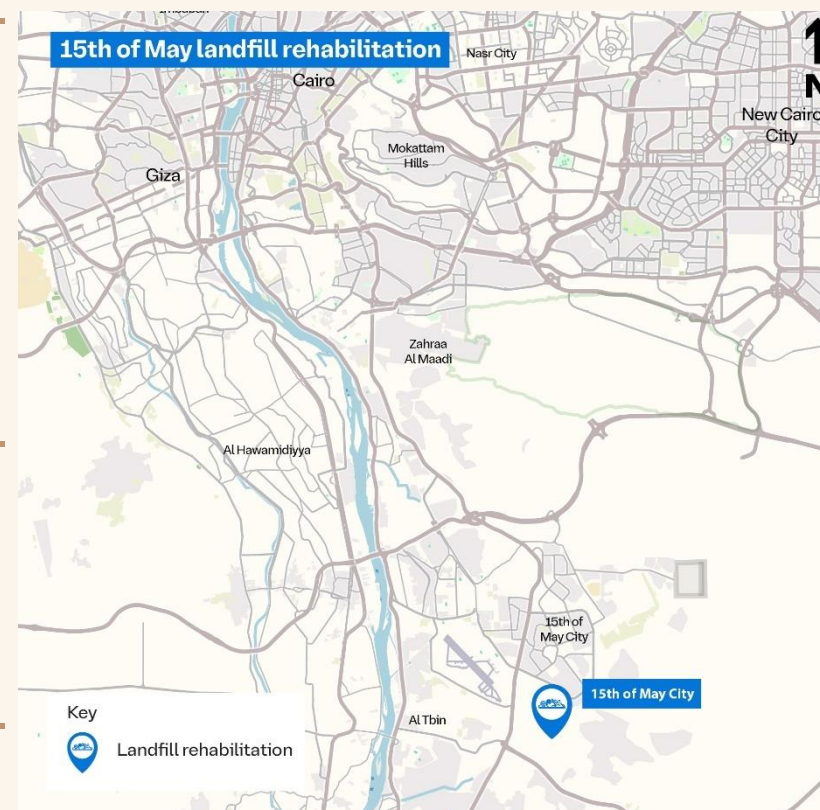 15th of May landfill rehabilitation
Nasr City
Cairo
N
New Cairo
City
Mokattam
Hills
Giza
Zahraa
Al Maadi
Al Hawamidiyya
15th of
May City
15th of May City
Al Tbin
Key
Landfill rehabilitation